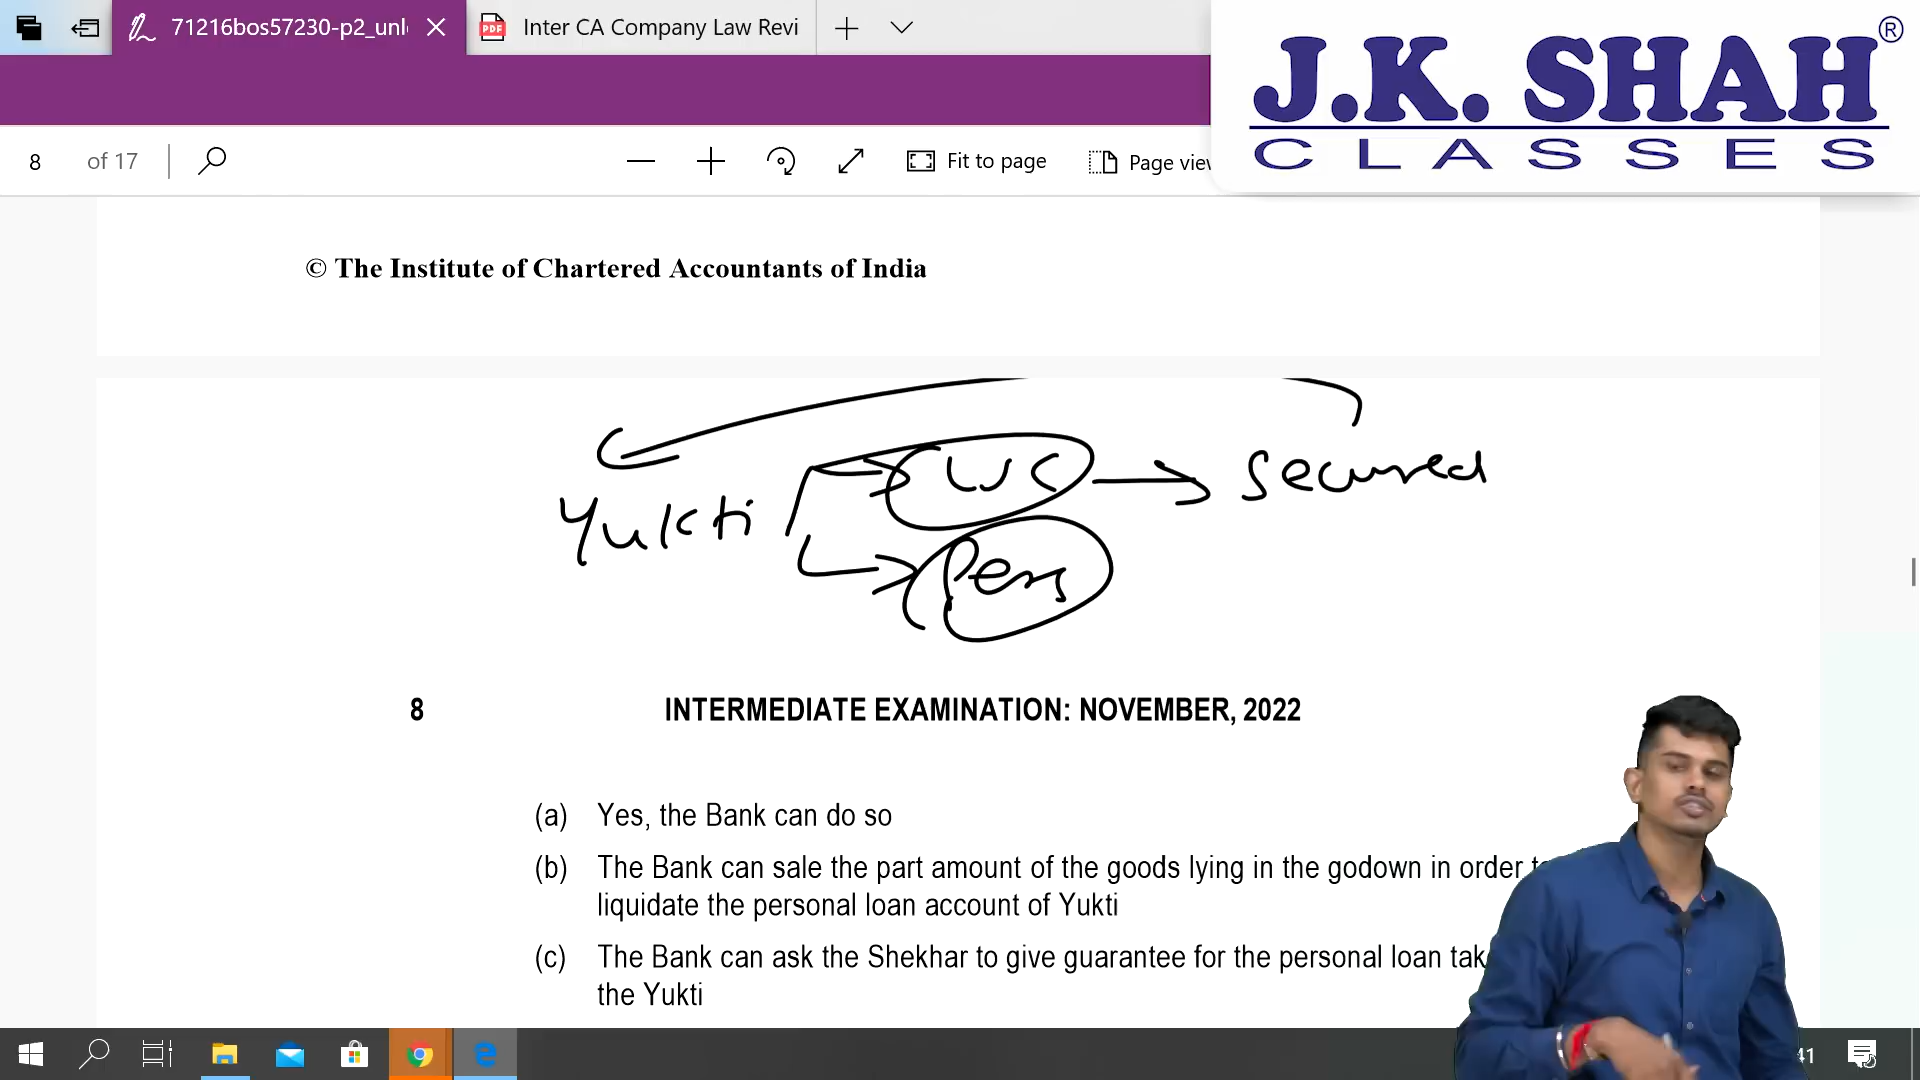 71216bos57230-p2_unl
Inter CA Company Law Revi
J.K. SHAH®
CLASSES
8 of 17
Fit to page
Page view
© The Institute of Chartered Accountants of India
WC
Secured
Yukti
Pers
8 INTERMEDIATE EXAMINATION: NOVEMBER, 2022
(a) Yes, the Bank can do so
(b) The Bank can sale the part amount of the goods lying in the godown in order
liquidate the personal loan account of Yukti
(c) The Bank can ask the Shekhar to give guarantee for the personal loan tak
the Yukti
41